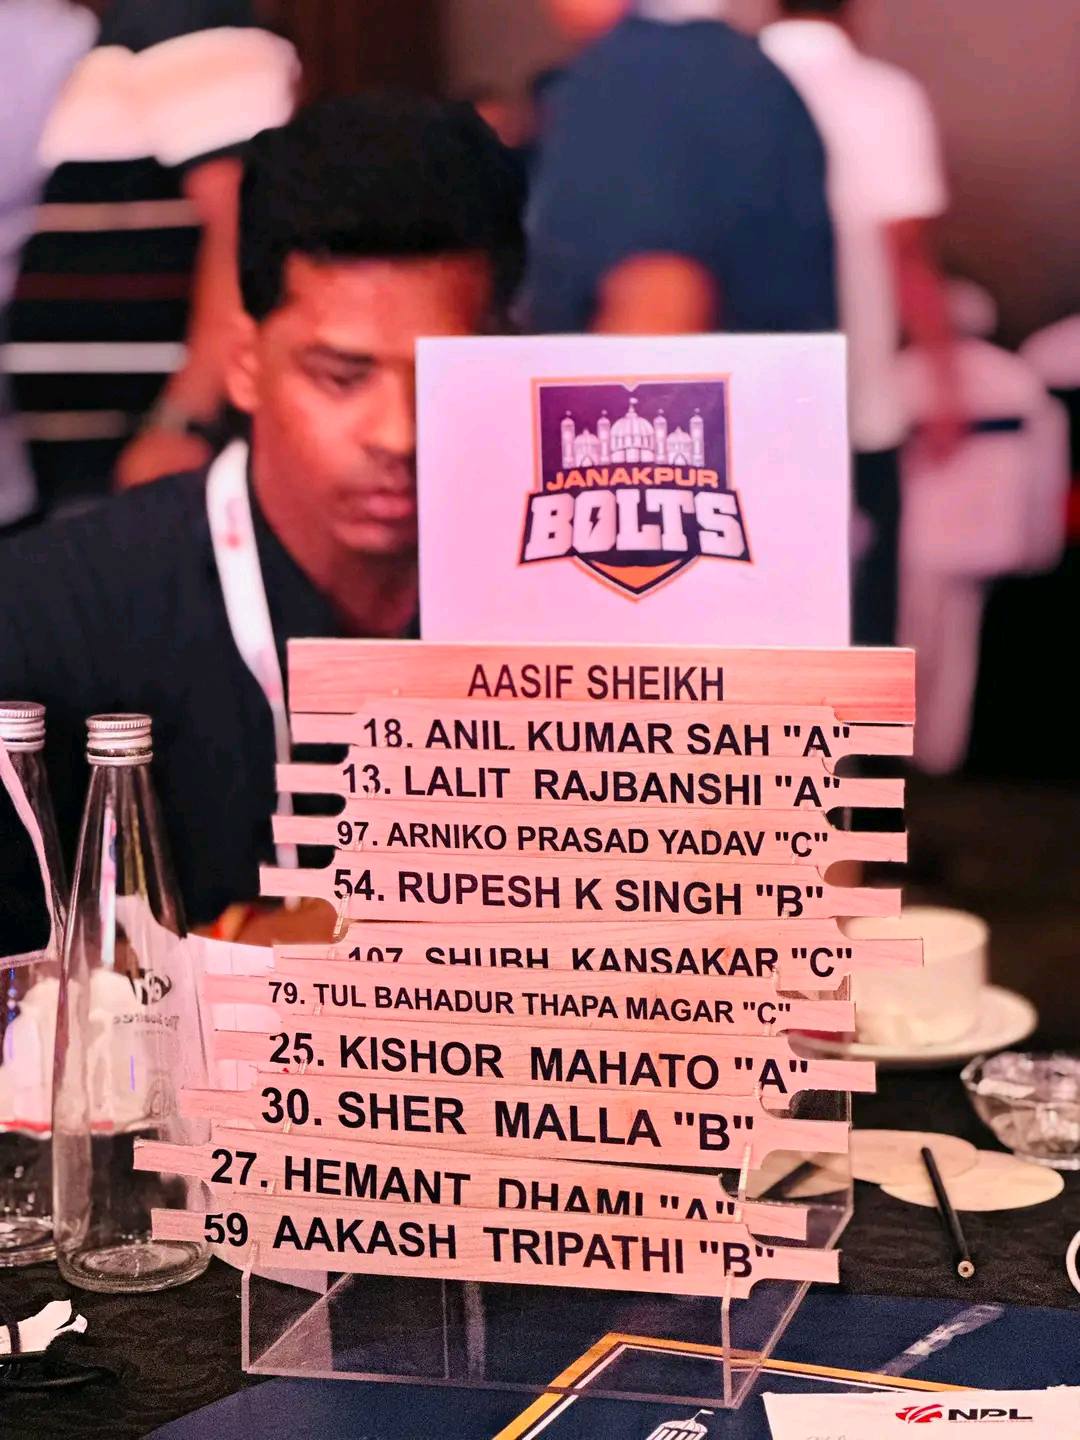 JANAKPUR
BOLTS
AASIF SHEIKH
18. ANIL KUMAR SAH "A"
13. LALIT RAJBANSHI "A"
97. ARNIKO PRASAD YADAV "C"
54. RUPESH K SINGH "B"
107 SHUBH KANSAKAR "C"
79. TUL BAHADUR THAPA MAGAR "C"
25. KISHOR MAHATO "A"
30. SHER MALLA "B"
27. HEMANT DHAMI "A"
59 AAKASH TRIPATHI "B"
NPL